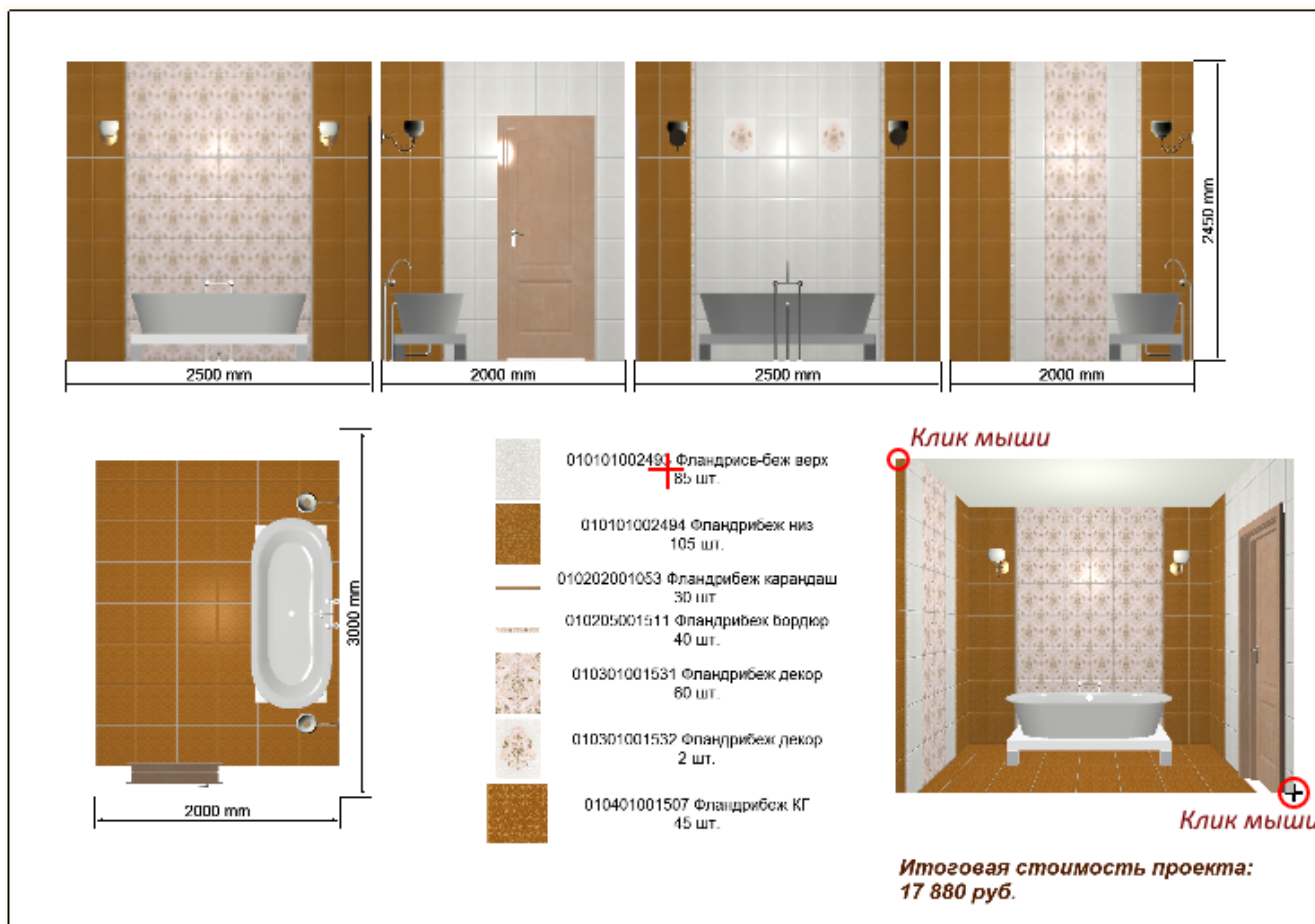 2500 mm
2000 mm
2500 mm
2000 mm
2450 mm
3000 mm
2000 mm
010101002493 Фландрисв-беж верх
85 шт.
010101002494 Фландрибеж низ
105 шт.
010202001053 Фландрибеж карандаш
30 шт
010205001511 Фландрибеж бордюр
40 шт.
010301001531 Фландрибеж декор
60 шт.
010301001532 Фландрибеж декор
2 шт.
010401001507 Фландрибеж КГ
45 шт.
Клик мыши
Клик мыши
Итоговая стоимость проекта:
17 880 руб.